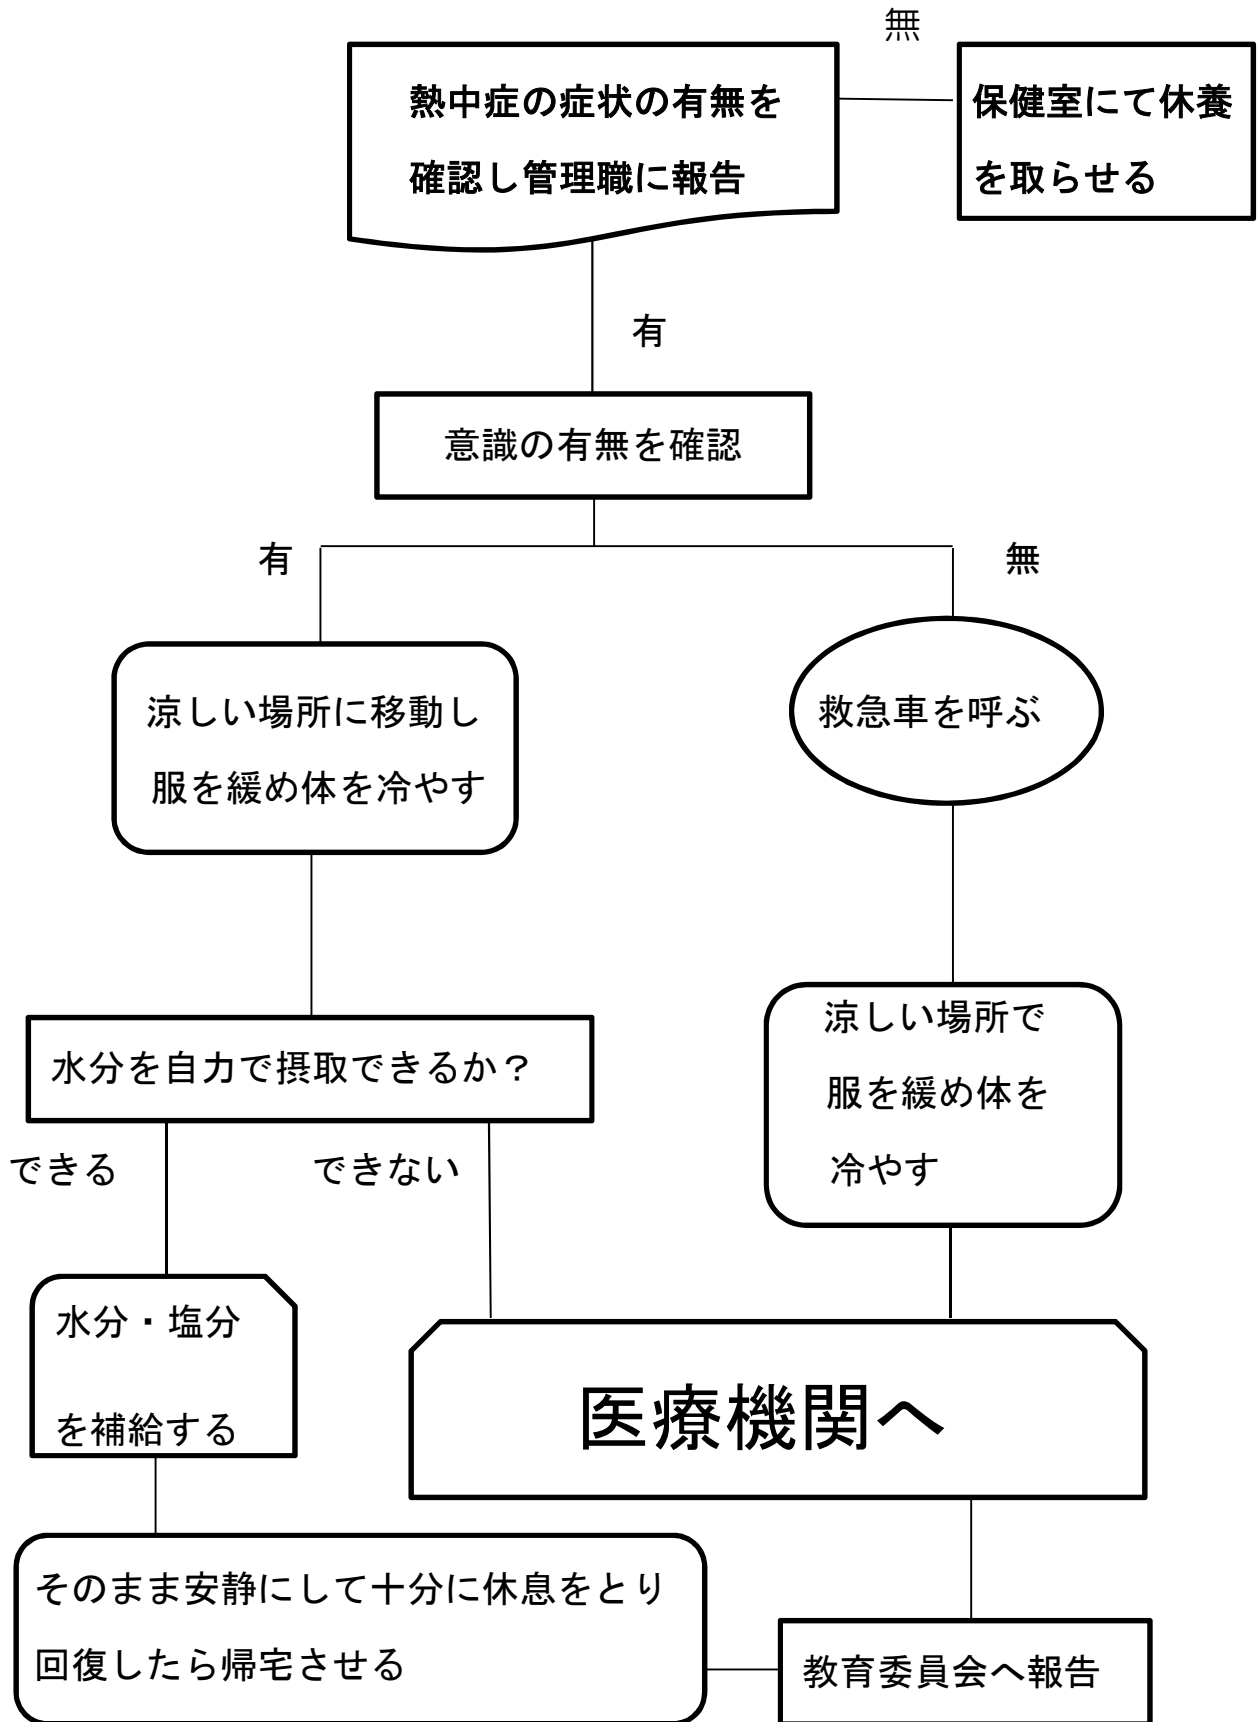 無
熱中症の症状の有無を
確認し管理職に報告
保健室にて休養
を取らせる
有
意識の有無を確認
有
無
涼しい場所に移動し
服を緩め体を冷やす
救急車を呼ぶ
水分を自力で摂取できるか？
涼しい場所で
服を緩め体を
冷やす
できる
できない
水分・塩分
を補給する
医療機関へ
そのまま安静にして十分に休息をとり
回復したら帰宅させる
教育委員会へ報告